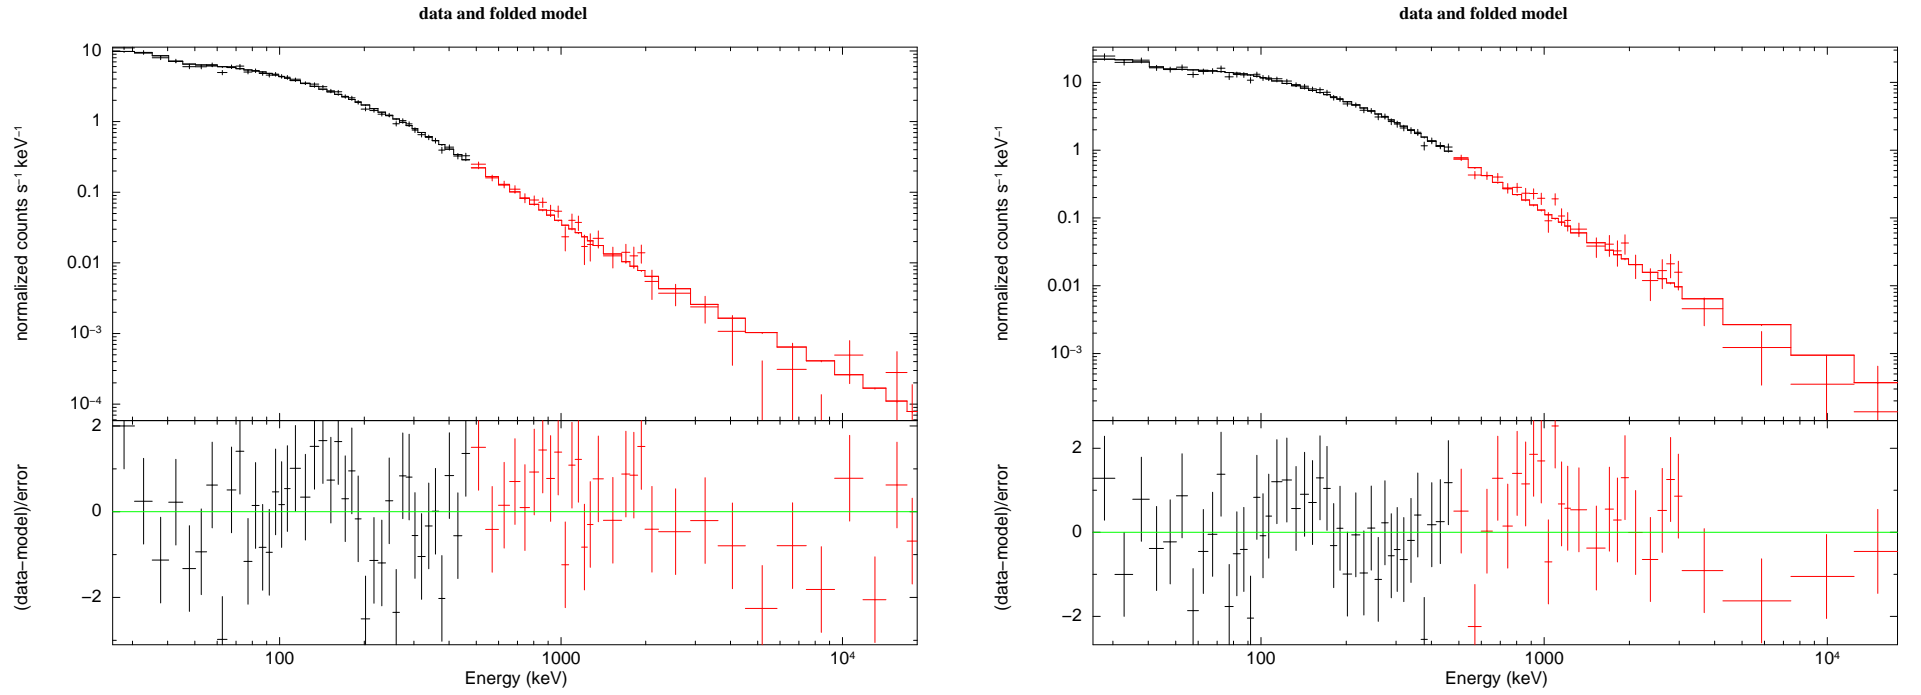 data and folded model
normalized counts s⁻¹ keV⁻¹
10
1
0.1
0.01
10⁻³
10⁻⁴
(data−model)/error
2
0
−2
100
1000
10⁴
Energy (keV)
data and folded model
normalized counts s⁻¹ keV⁻¹
10
1
0.1
0.01
10⁻³
(data−model)/error
2
0
−2
100
1000
10⁴
Energy (keV)